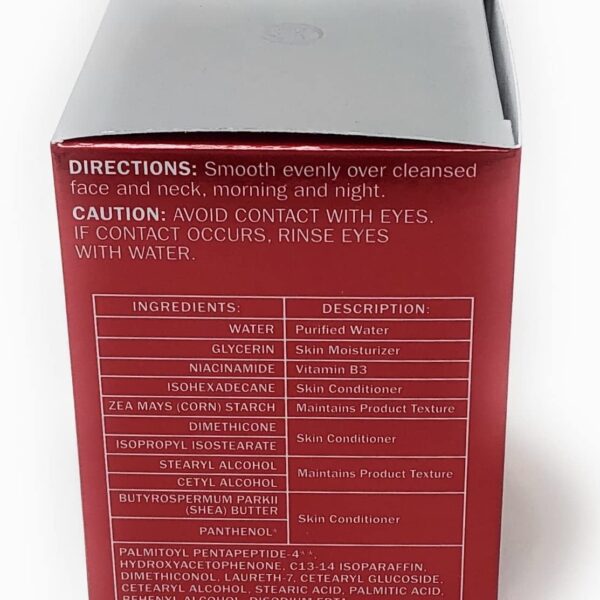 DIRECTIONS: Smooth evenly over cleansed
face and neck, morning and night.
CAUTION: AVOID CONTACT WITH EYES.
IF CONTACT OCCURS, RINSE EYES
WITH WATER.
INGREDIENTS: DESCRIPTION:
WATER Purified Water
GLYCERIN Skin Moisturizer
NIACINAMIDE Vitamin B3
ISOHEXADECANE Skin Conditioner
ZEA MAYS (CORN) STARCH Maintains Product Texture
DIMETHICONE
Skin Conditioner
ISOPROPYL ISOSTEARATE
STEARYL ALCOHOL
Maintains Product Texture
CETYL ALCOHOL
BUTYROSPERMUM PARKII
(SHEA) BUTTER
Skin Conditioner
PANTHENOL^
PALMITOYL PENTAPEPTIDE-4^^,
HYDROXYACETOPHENONE, C13-14 ISOPARAFFIN,
DIMETHICONOL, LAURETH-7, CETEARYL GLUCOSIDE,
CETEARYL ALCOHOL, STEARIC ACID, PALMITIC ACID,
BEHENYL ALCOHOL, DISODIUM EDTA